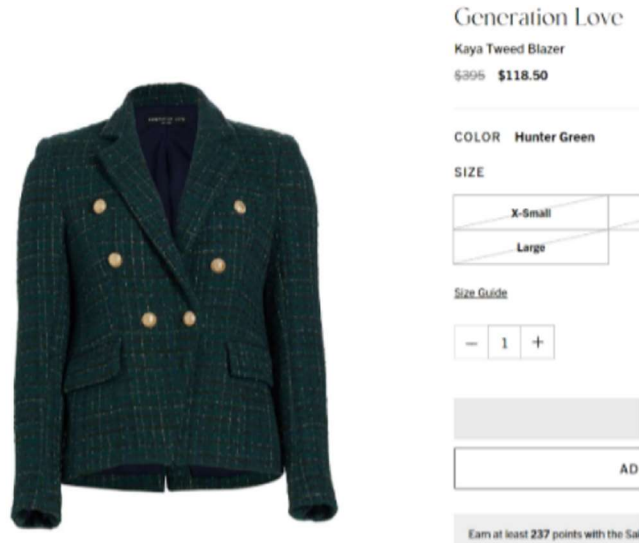 Generation Love
Kaya Tweed Blazer
$395 $118.50
COLOR Hunter Green
SIZE
X-Small
Large
Size Guide
− 1 +
AD
Earn at least 237 points with the Sa